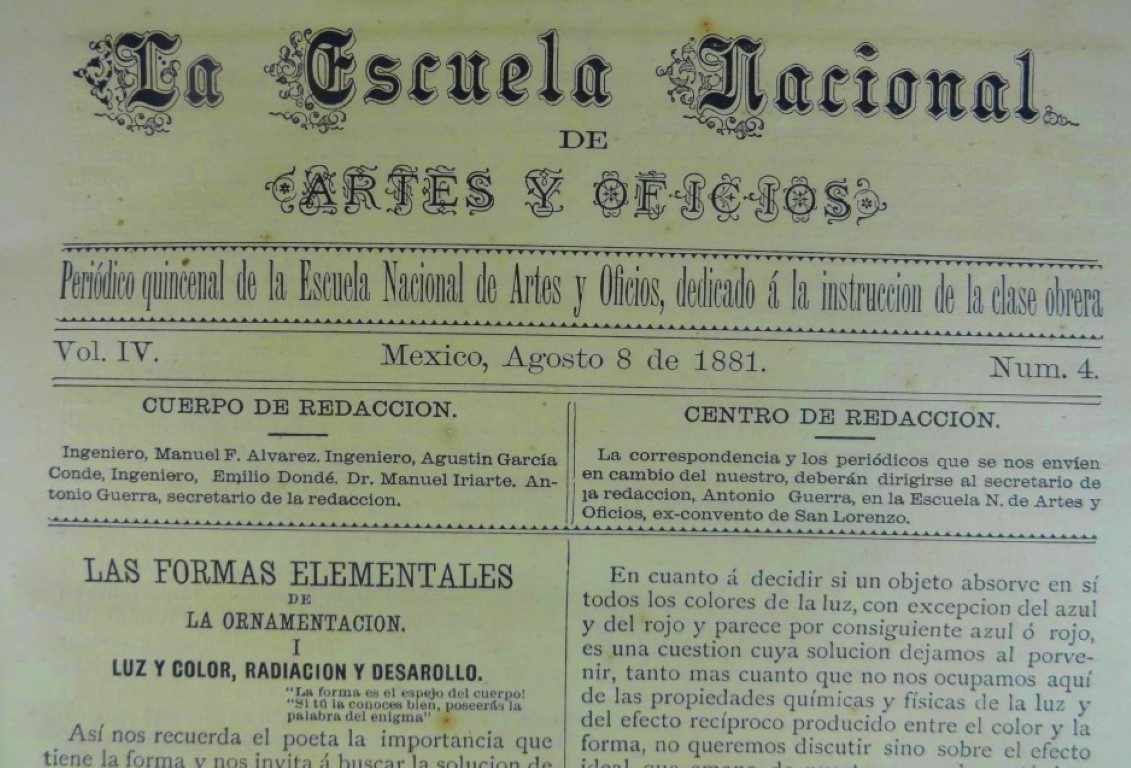 La Escuela Nacional
DE
ARTES Y OFICIOS
Periódico quincenal de la Escuela Nacional de Artes y Oficios, dedicado á la instruccion de la clase obrera
Vol. IV. Mexico, Agosto 8 de 1881. Num. 4.
CUERPO DE REDACCION.
Ingeniero, Manuel F. Alvarez. Ingeniero, Agustin García
Conde, Ingeniero, Emilio Dondé. Dr. Manuel Iriarte. An-
tonio Guerra, secretario de la redaccion.
CENTRO DE REDACCION.
La correspondencia y los periódicos que se nos envíen
en cambio del nuestro, deberán dirigirse al secretario de
la redaccion, Antonio Guerra, en la Escuela N. de Artes y
Oficios, ex-convento de San Lorenzo.
LAS FORMAS ELEMENTALES
DE
LA ORNAMENTACION.
I
LUZ Y COLOR, RADIACION Y DESAROLLO.
"La forma es el espejo del cuerpo!
"Si tú la conoces bien, poseerás la
palabra del enigma"
Así nos recuerda el poeta la importancia que
tiene la forma y nos invita á buscar la solucion de
En cuanto á decidir si un objeto absorve en sí
todos los colores de la luz, con excepcion del azul
y del rojo y parece por consiguiente azul ó rojo,
es una cuestion cuya solucion dejamos al porve-
nir, tanto mas cuanto que no nos ocupamos aquí
de las propiedades químicas y físicas de la luz y
del efecto recíproco producido entre el color y la
forma, no queremos discutir sino sobre el efecto